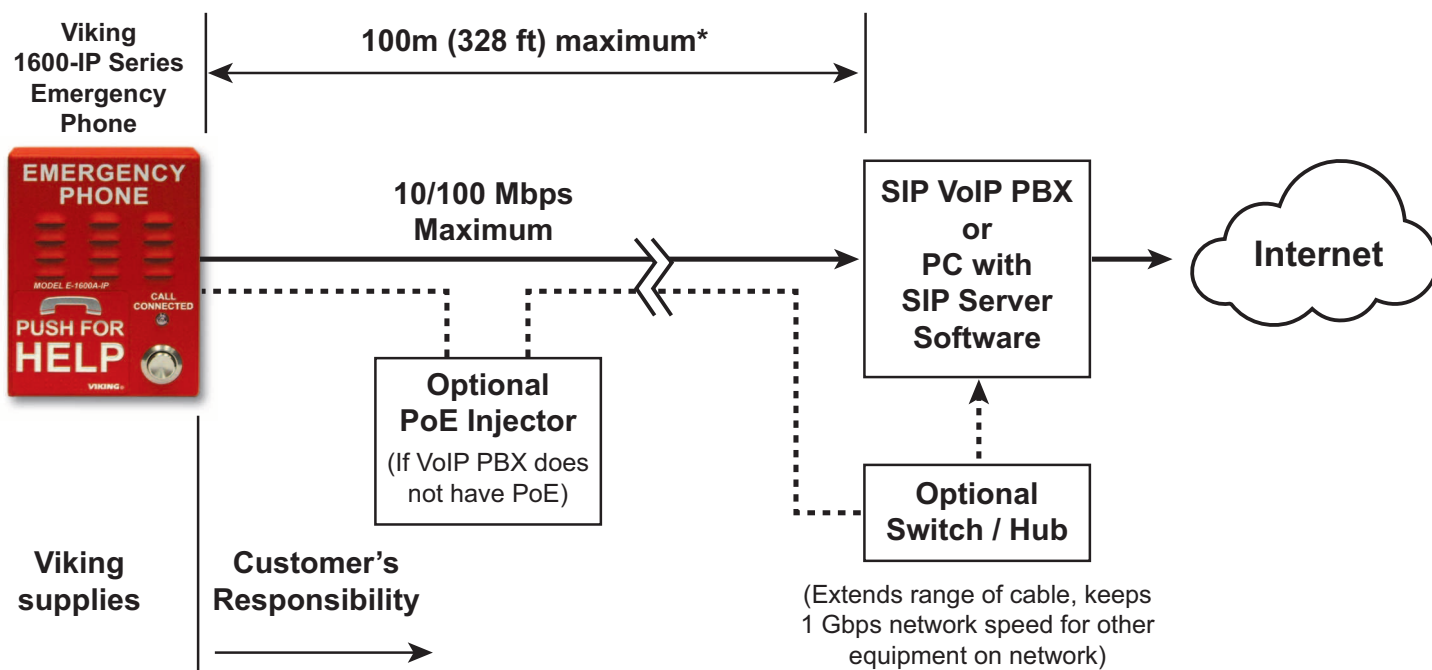 Viking
1600-IP Series
Emergency
Phone
100m (328 ft) maximum*
EMERGENCY
PHONE
MODEL E-1600A-IP
CALL
CONNECTED
PUSH FOR
HELP
VIKING®
10/100 Mbps
Maximum
SIP VoIP PBX
or
PC with
SIP Server
Software
Internet
Optional
PoE Injector
(If VoIP PBX does
not have PoE)
Optional
Switch / Hub
(Extends range of cable, keeps
1 Gbps network speed for other
equipment on network)
Viking
supplies
Customer’s
Responsibility